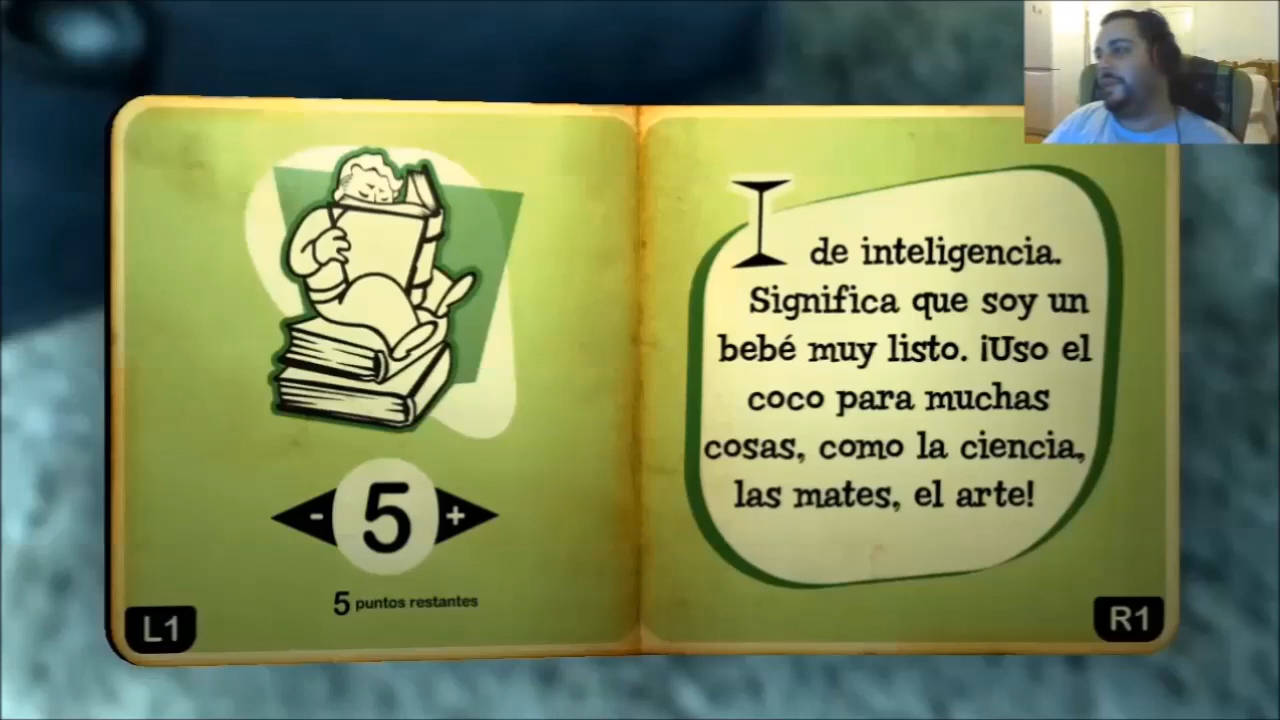 I de inteligencia.
Significa que soy un
bebé muy listo. ¡Uso el
coco para muchas
cosas, como la ciencia,
las mates, el arte!
- 5 +
5 puntos restantes
L1
R1